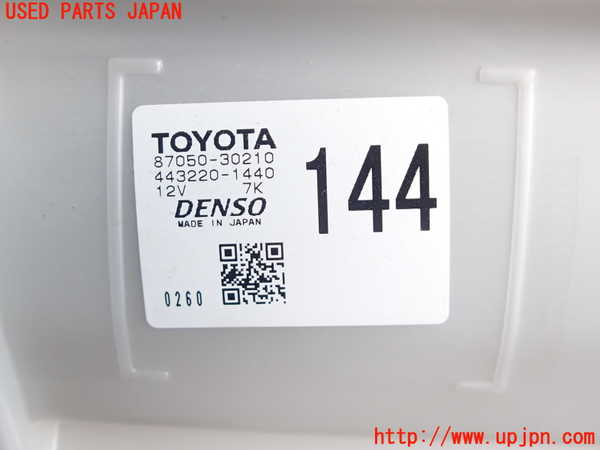 USED PARTS JAPAN
TOYOTA
87050-30210
443220-1440
12V 7K
DENSO
MADE IN JAPAN
144
0260
http://www.upjpn.com/